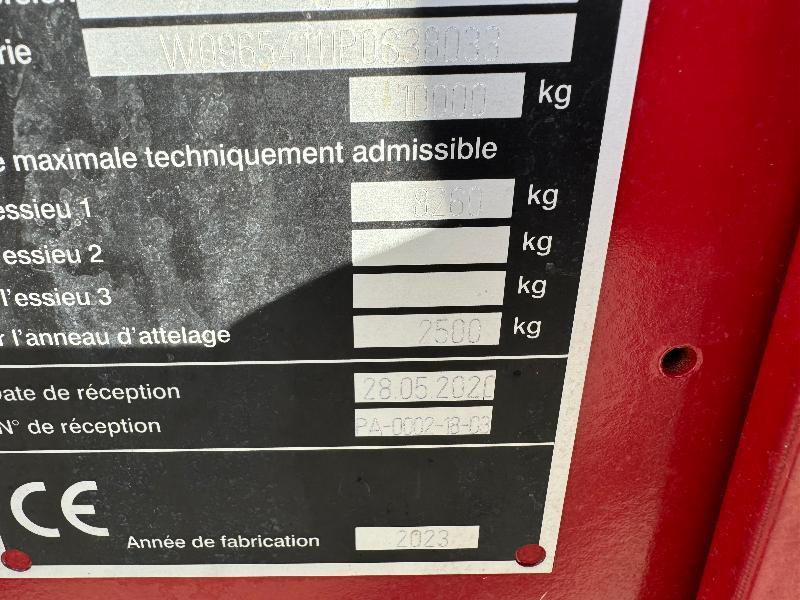 rie
10000 kg
maximale techniquement admissible
essieu 1 8260 kg
essieu 2 kg
l'essieu 3 kg
l'anneau d'attelage 2500 kg
Date de réception 28.05.2020
N° de réception PA-0002-18-03
CE
Année de fabrication 2023